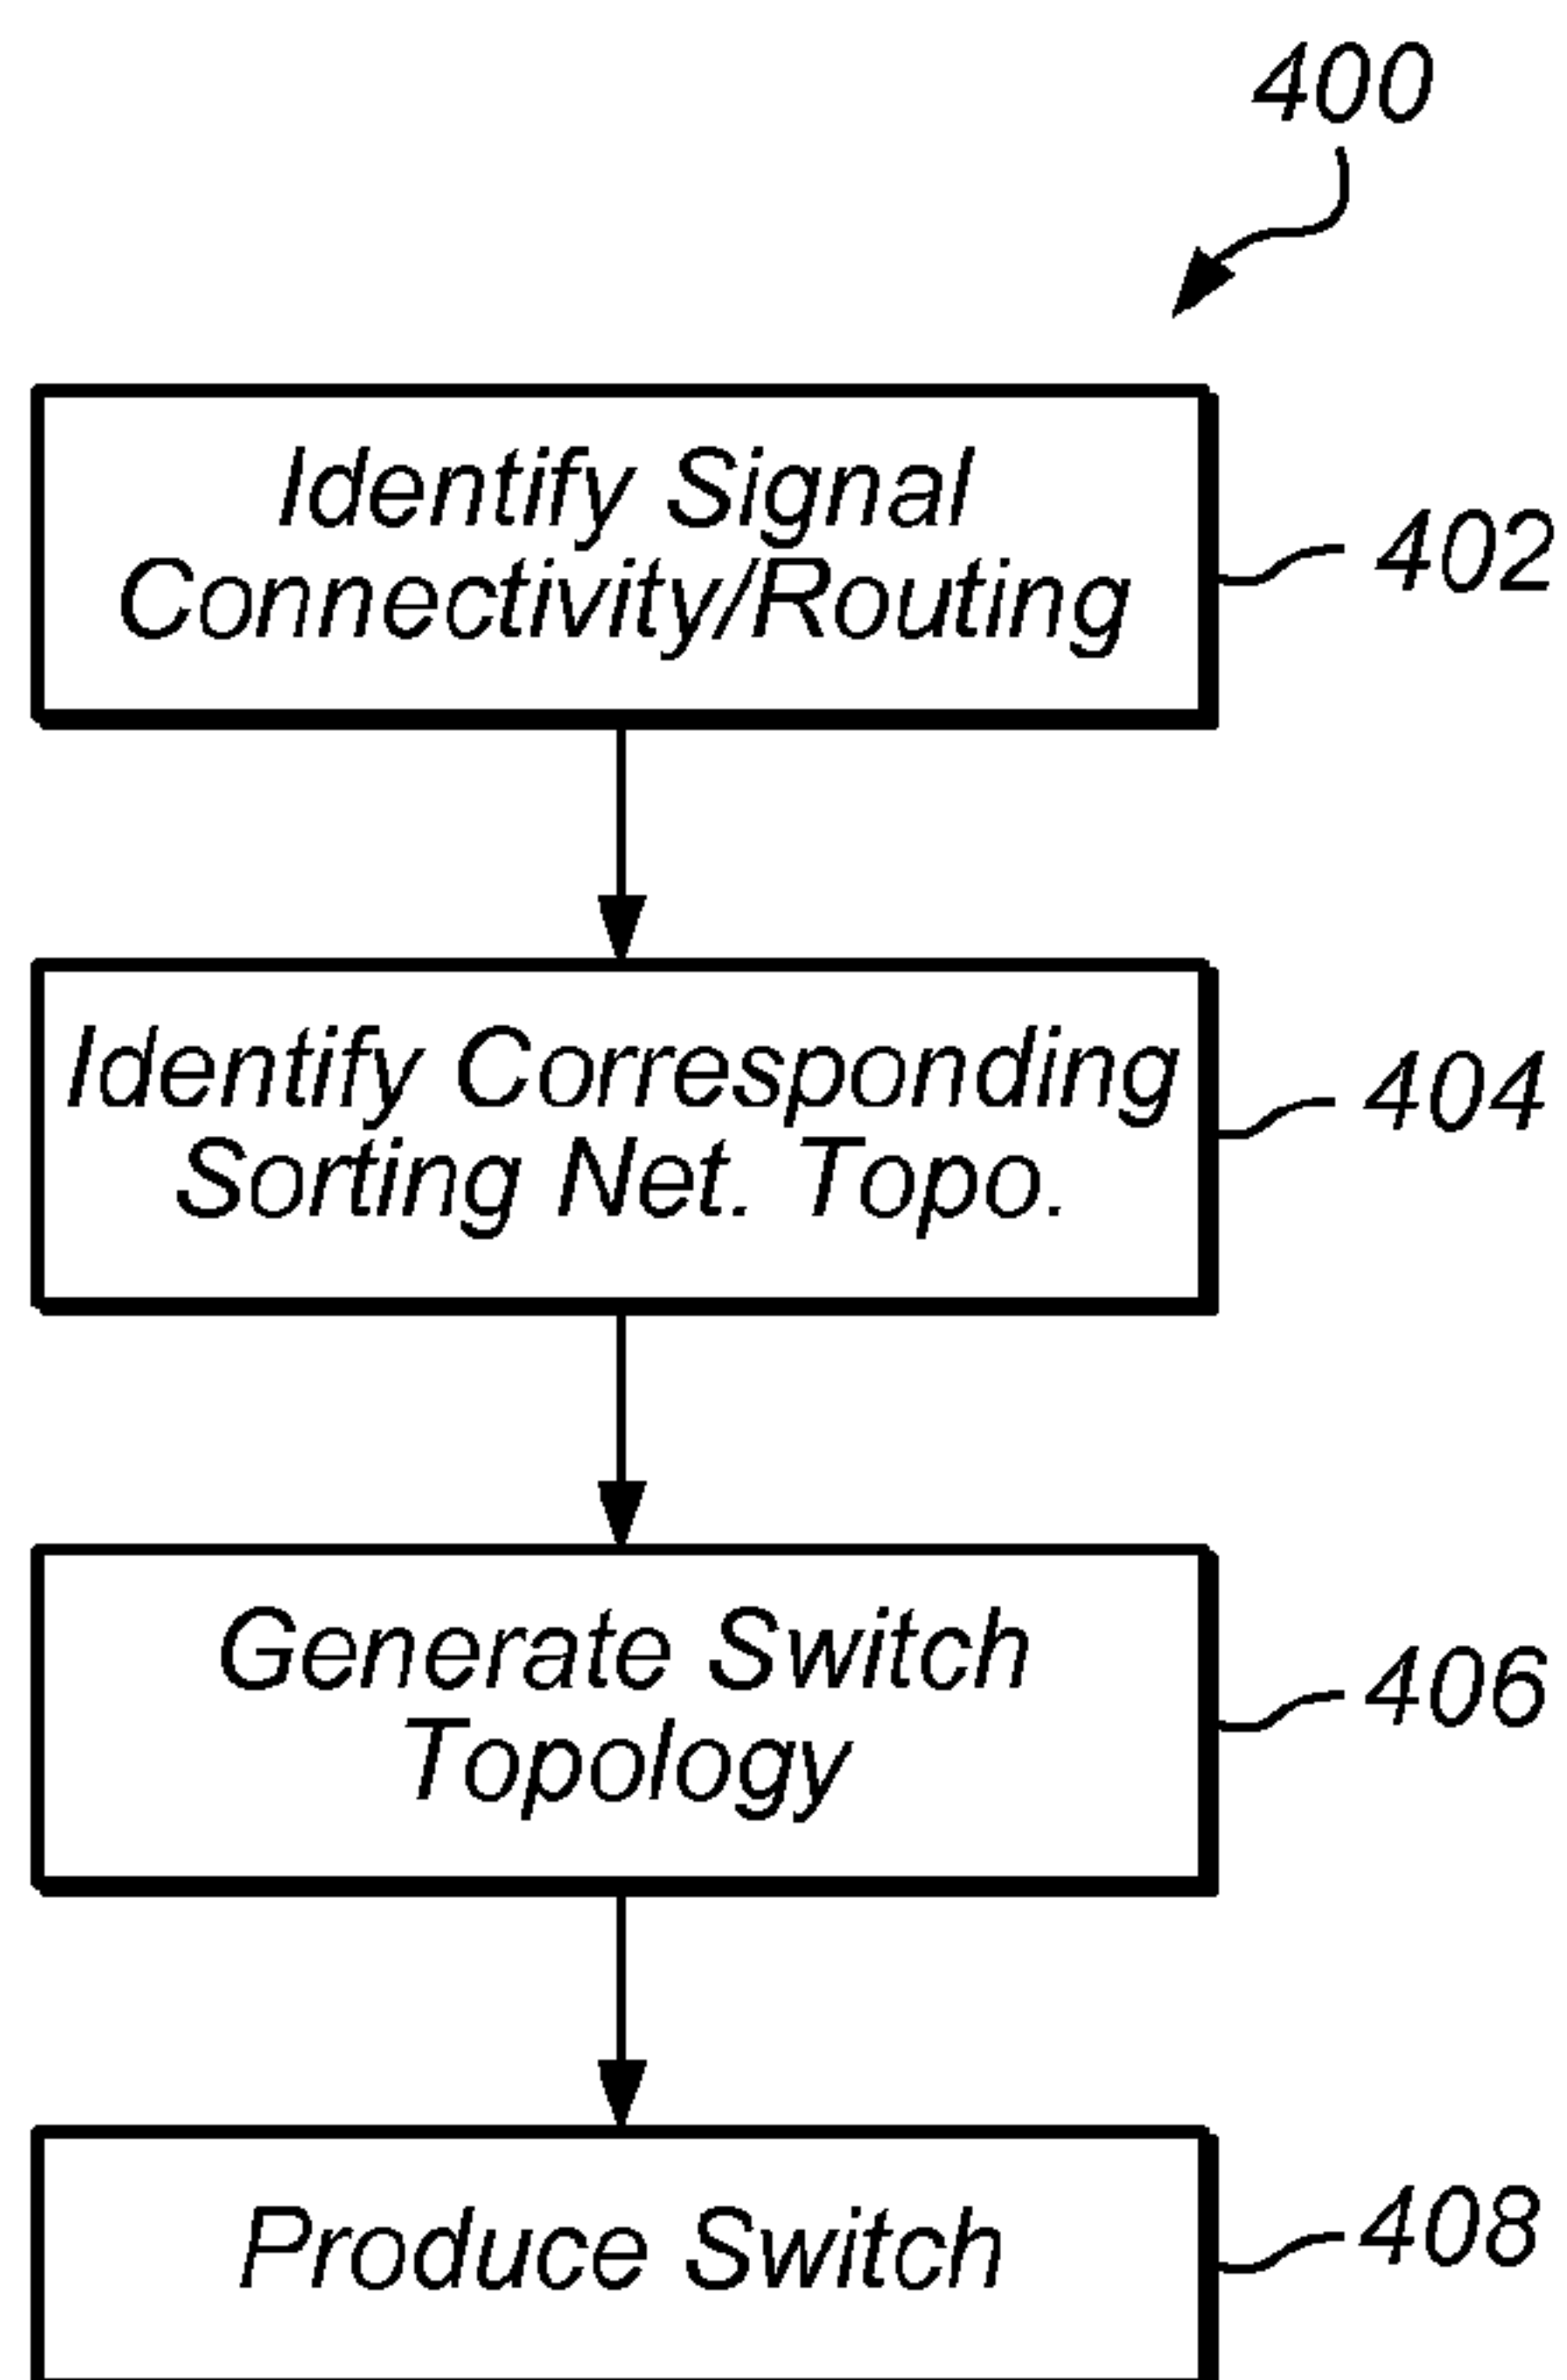 400
Identify Signal
Connectivity/Routing
402
Identify Corresponding
Sorting Net. Topo.
404
Generate Switch
Topology
406
Produce Switch
408